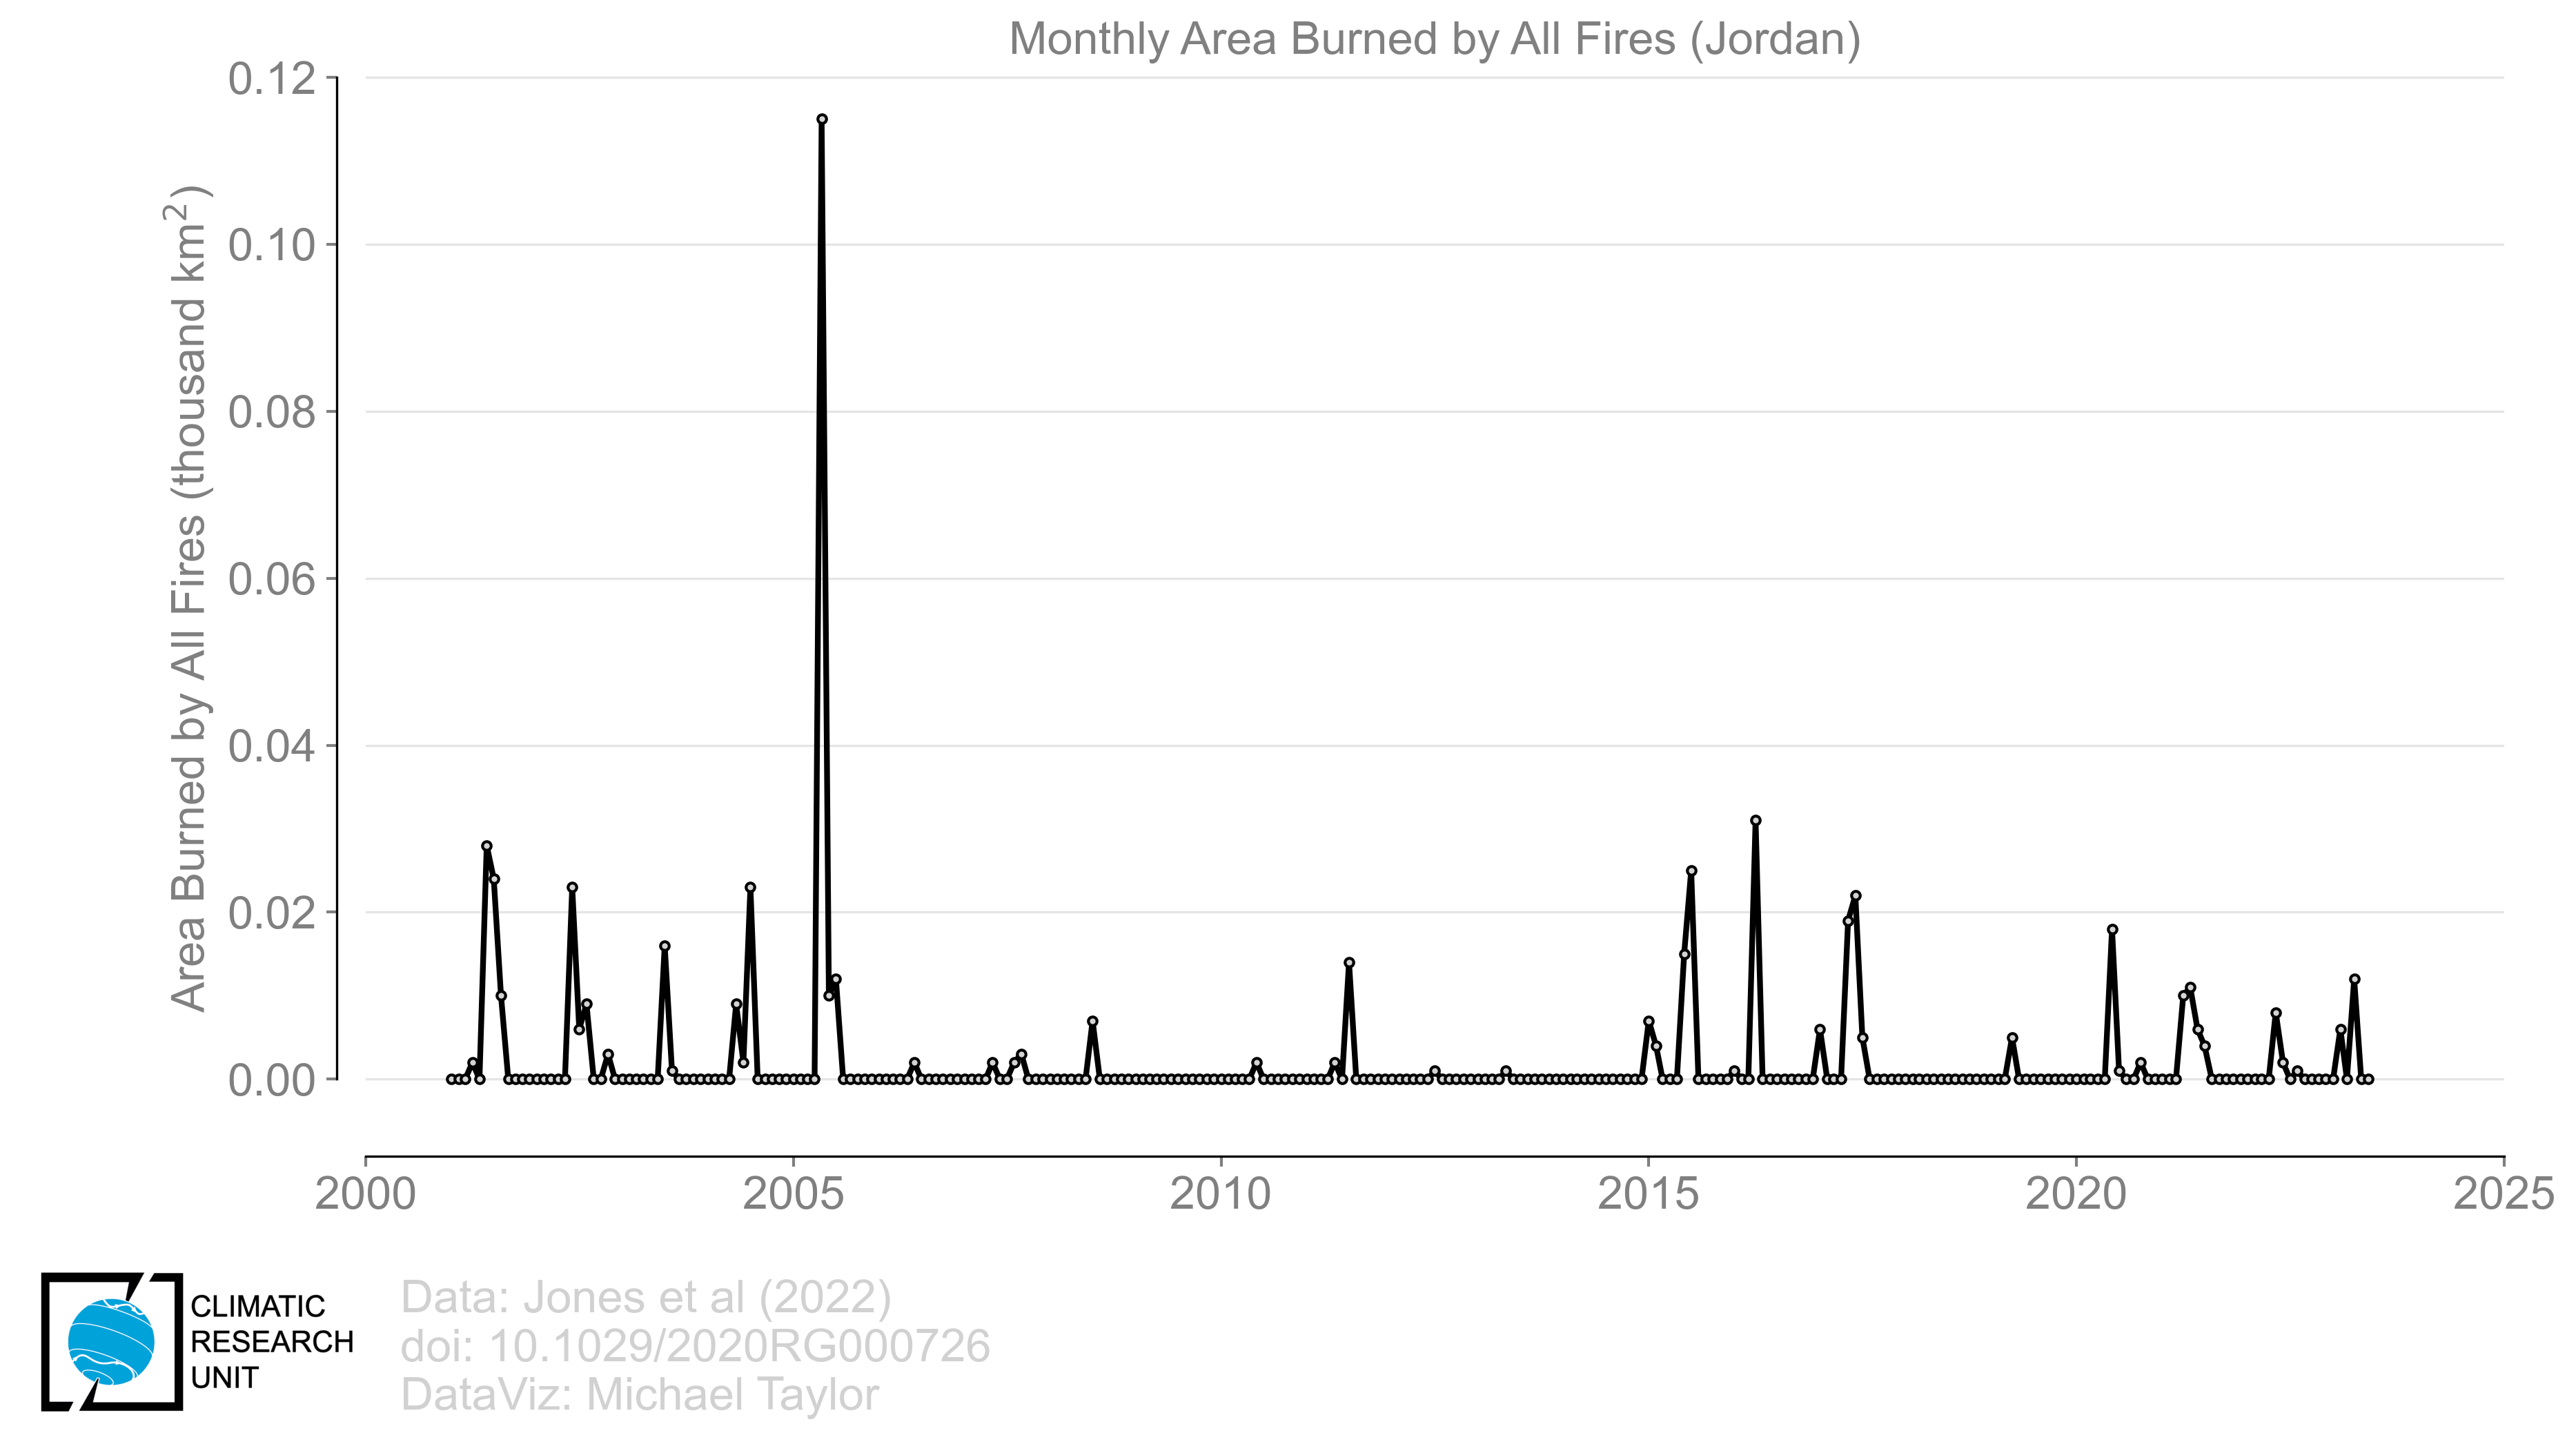 Monthly Area Burned by All Fires (Jordan)
Area Burned by All Fires (thousand km²)
0.12
0.10
0.08
0.06
0.04
0.02
0.00
2000 2005 2010 2015 2020 2025
CLIMATIC
RESEARCH
UNIT
Data: Jones et al (2022)
doi: 10.1029/2020RG000726
DataViz: Michael Taylor